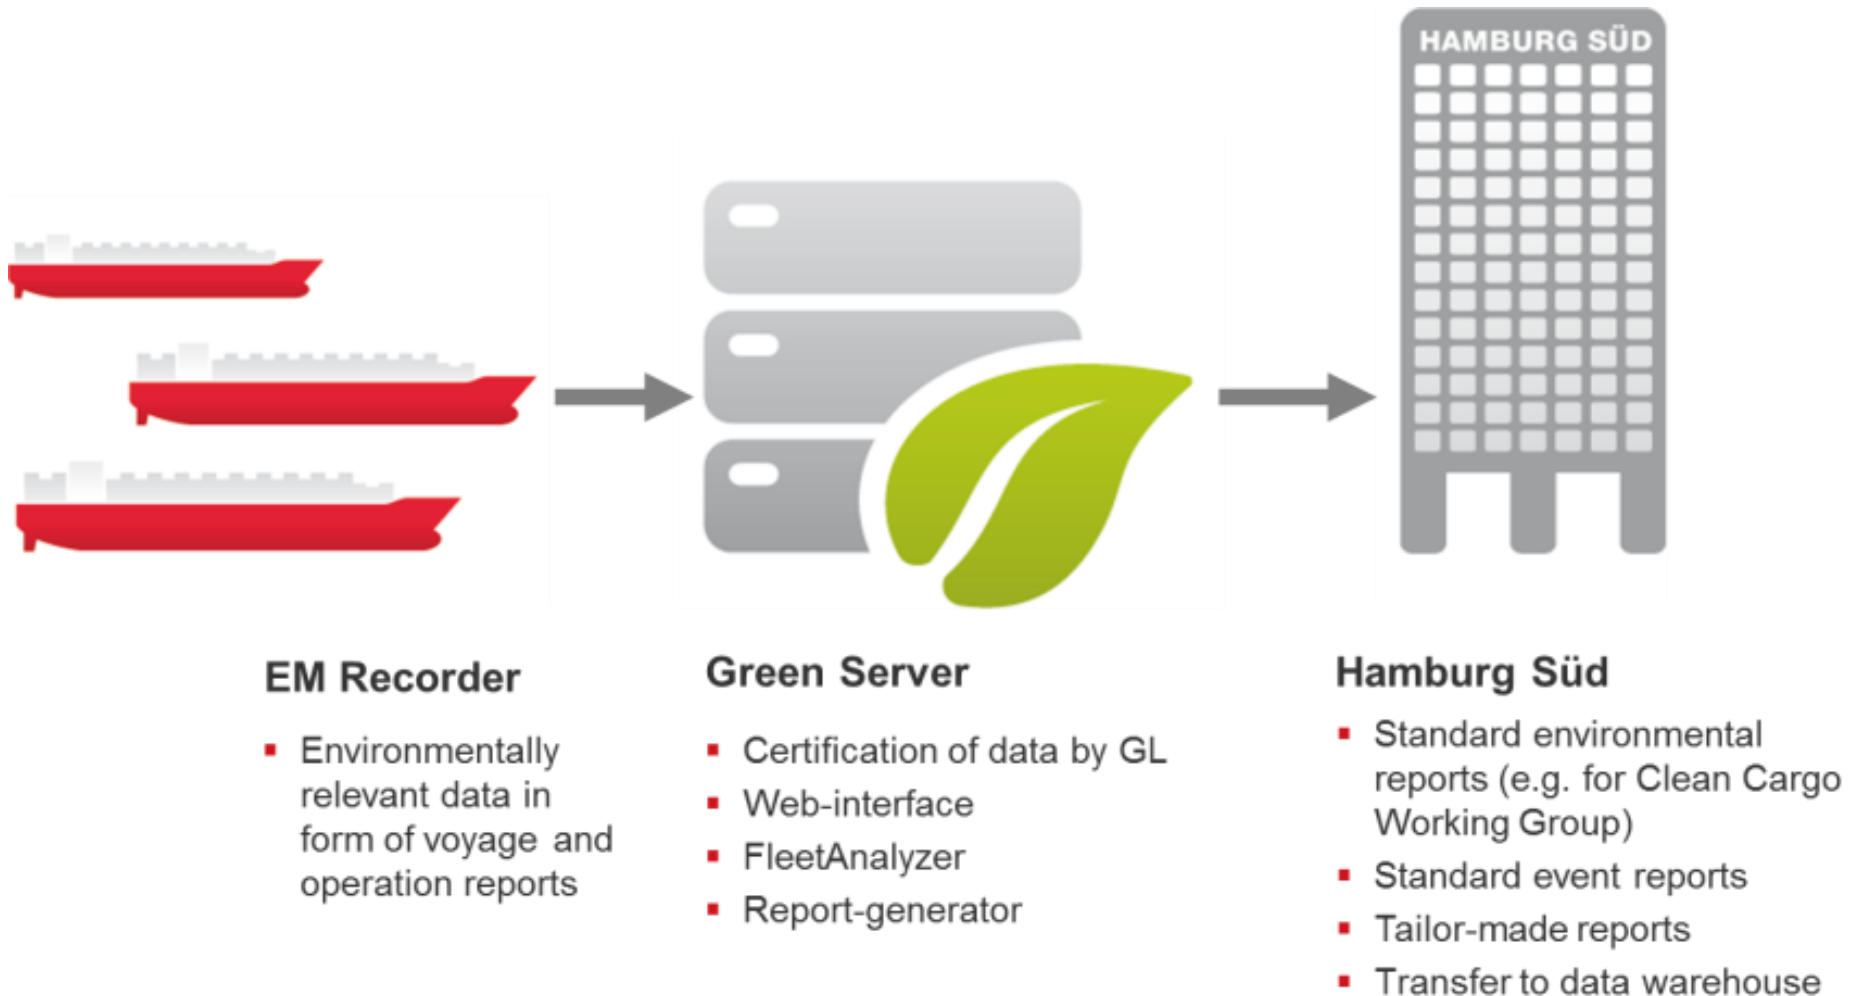 HAMBURG SÜD
EM Recorder
Environmentally
relevant data in
form of voyage and
operation reports
Green Server
Certification of data by GL
Web-interface
FleetAnalyzer
Report-generator
Hamburg Süd
Standard environmental
reports (e.g. for Clean Cargo
Working Group)
Standard event reports
Tailor-made reports
Transfer to data warehouse